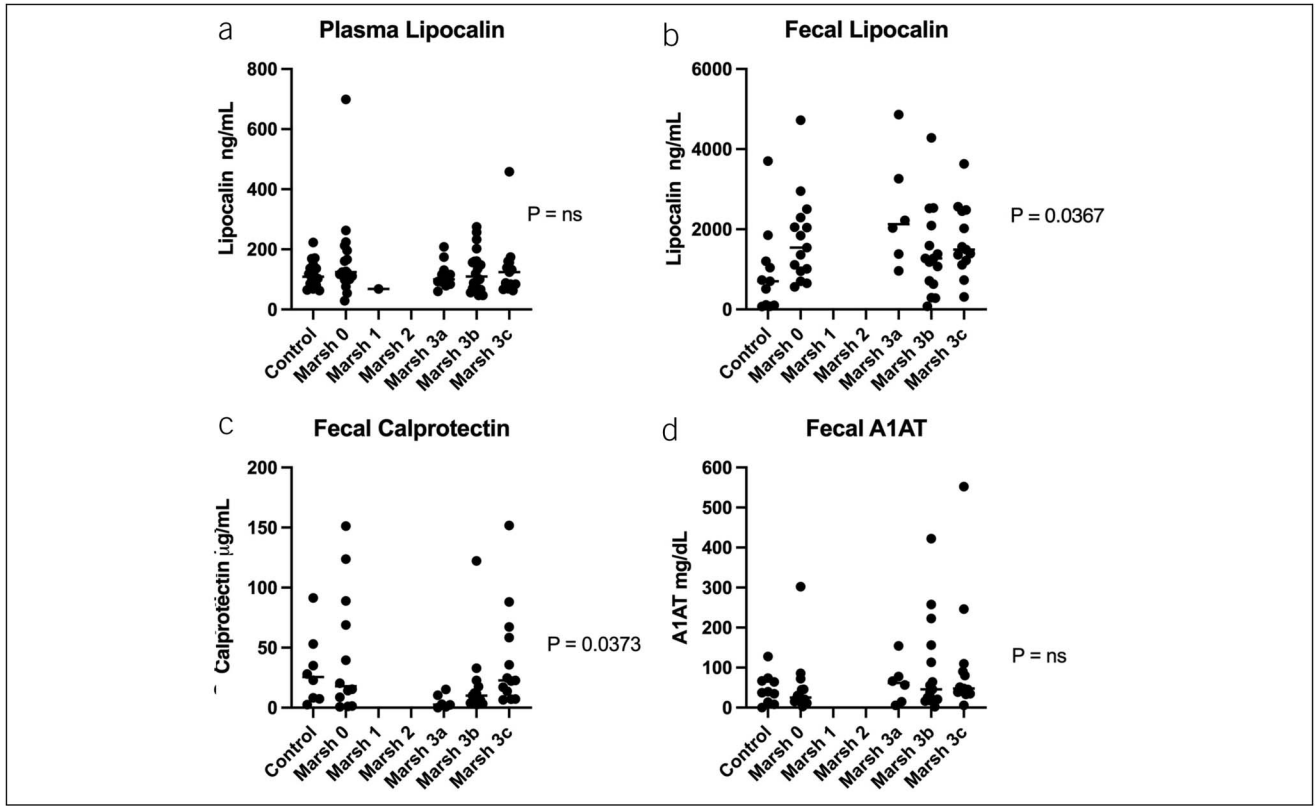 a
Plasma Lipocalin
Lipocalin ng/mL
800
600
400
200
0
P = ns
Control
Marsh 0
Marsh 1
Marsh 2
Marsh 3a
Marsh 3b
Marsh 3c
b
Fecal Lipocalin
Lipocalin ng/mL
6000
4000
2000
0
P = 0.0367
Control
Marsh 0
Marsh 1
Marsh 2
Marsh 3a
Marsh 3b
Marsh 3c
c
Fecal Calprotectin
Calprotectin µg/mL
200
150
100
50
0
P = 0.0373
Control
Marsh 0
Marsh 1
Marsh 2
Marsh 3a
Marsh 3b
Marsh 3c
d
Fecal A1AT
A1AT mg/dL
600
500
400
300
200
100
0
P = ns
Control
Marsh 0
Marsh 1
Marsh 2
Marsh 3a
Marsh 3b
Marsh 3c